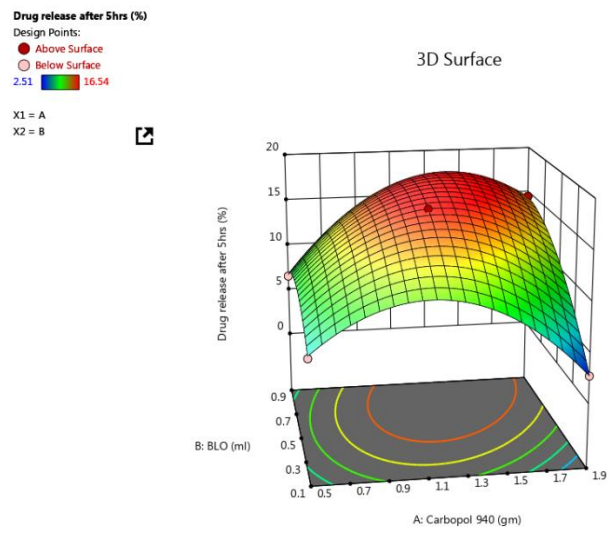 Drug release after 5hrs (%)
Design Points:
Above Surface
Below Surface
2.51 16.54
X1 = A
X2 = B
3D Surface
20
15
10
5
0
Drug release after 5hrs (%)
0.9
0.7
0.5
0.3
0.1
B: BLO (ml)
0.5 0.7 0.9 1.1 1.3 1.5 1.7 1.9
A: Carbopol 940 (gm)